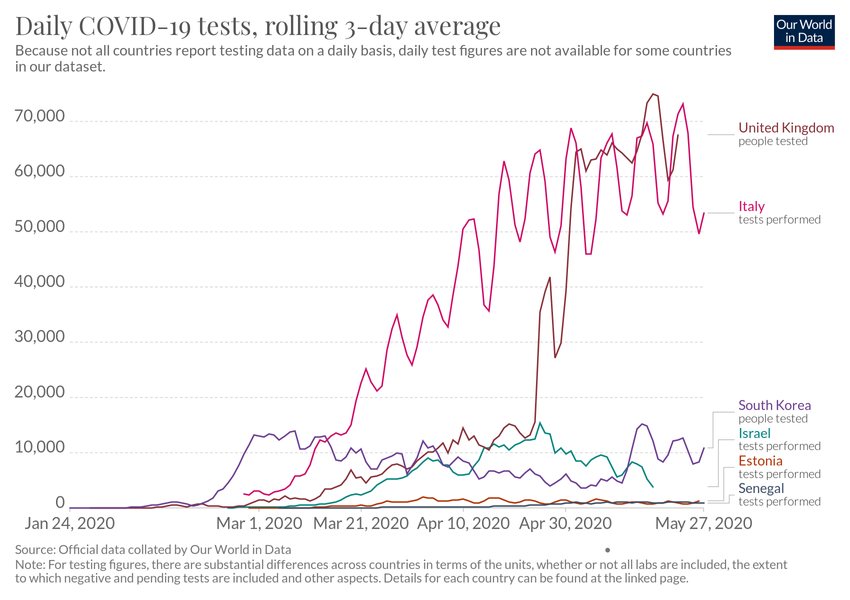 Daily COVID-19 tests, rolling 3-day average
Our World
in Data
Because not all countries report testing data on a daily basis, daily test figures are not available for some countries
in our dataset.
70,000
60,000
50,000
40,000
30,000
20,000
10,000
0
United Kingdom
people tested
Italy
tests performed
South Korea
people tested
Israel
tests performed
Estonia
tests performed
Senegal
tests performed
Jan 24, 2020
Mar 1, 2020
Mar 21, 2020
Apr 10, 2020
Apr 30, 2020
May 27, 2020
Source: Official data collated by Our World in Data
Note: For testing figures, there are substantial differences across countries in terms of the units, whether or not all labs are included, the extent
to which negative and pending tests are included and other aspects. Details for each country can be found at the linked page.